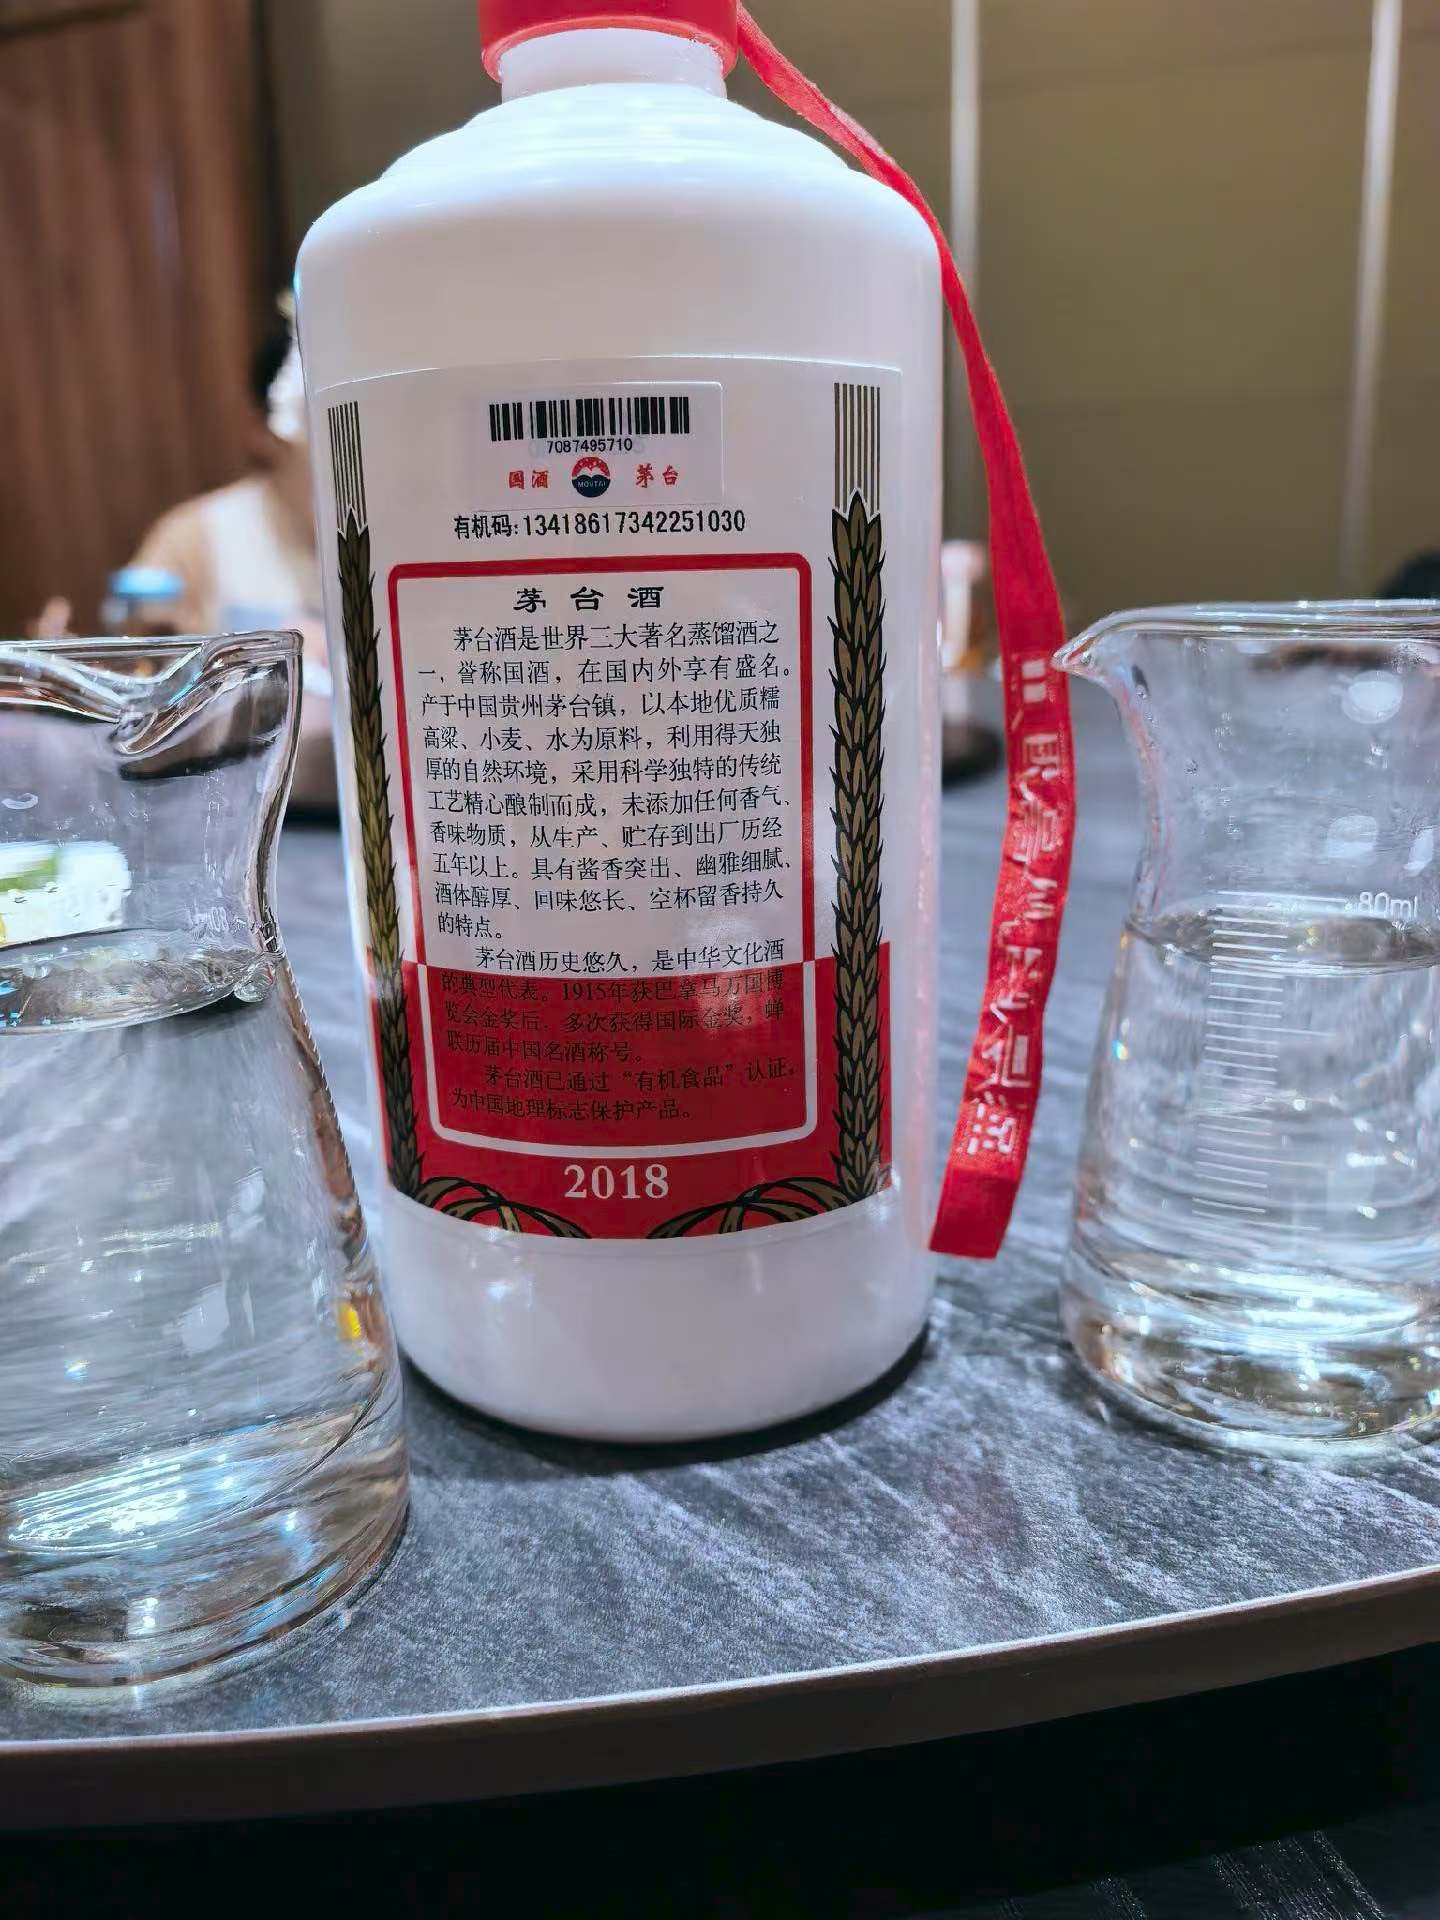 7087495710
国酒 MOUTAI 茅台
有机码:13418617342251030
茅台酒
茅台酒是世界三大著名蒸馏酒之
一，誉称国酒，在国内外享有盛名。
产于中国贵州茅台镇，以本地优质糯
高粱、小麦、水为原料，利用得天独
厚的自然环境，采用科学独特的传统
工艺精心酿制而成，未添加任何香气、
香味物质，从生产、贮存到出厂历经
五年以上。具有酱香突出、幽雅细腻、
酒体醇厚、回味悠长、空杯留香持久
的特点。
茅台酒历史悠久，是中华文化酒
的典型代表。1915年获巴拿马万国博
览会金奖后，多次获得国际金奖，蝉
联历届中国名酒称号。
茅台酒已通过“有机食品”认证，
为中国地理标志保护产品。
2018
80ml